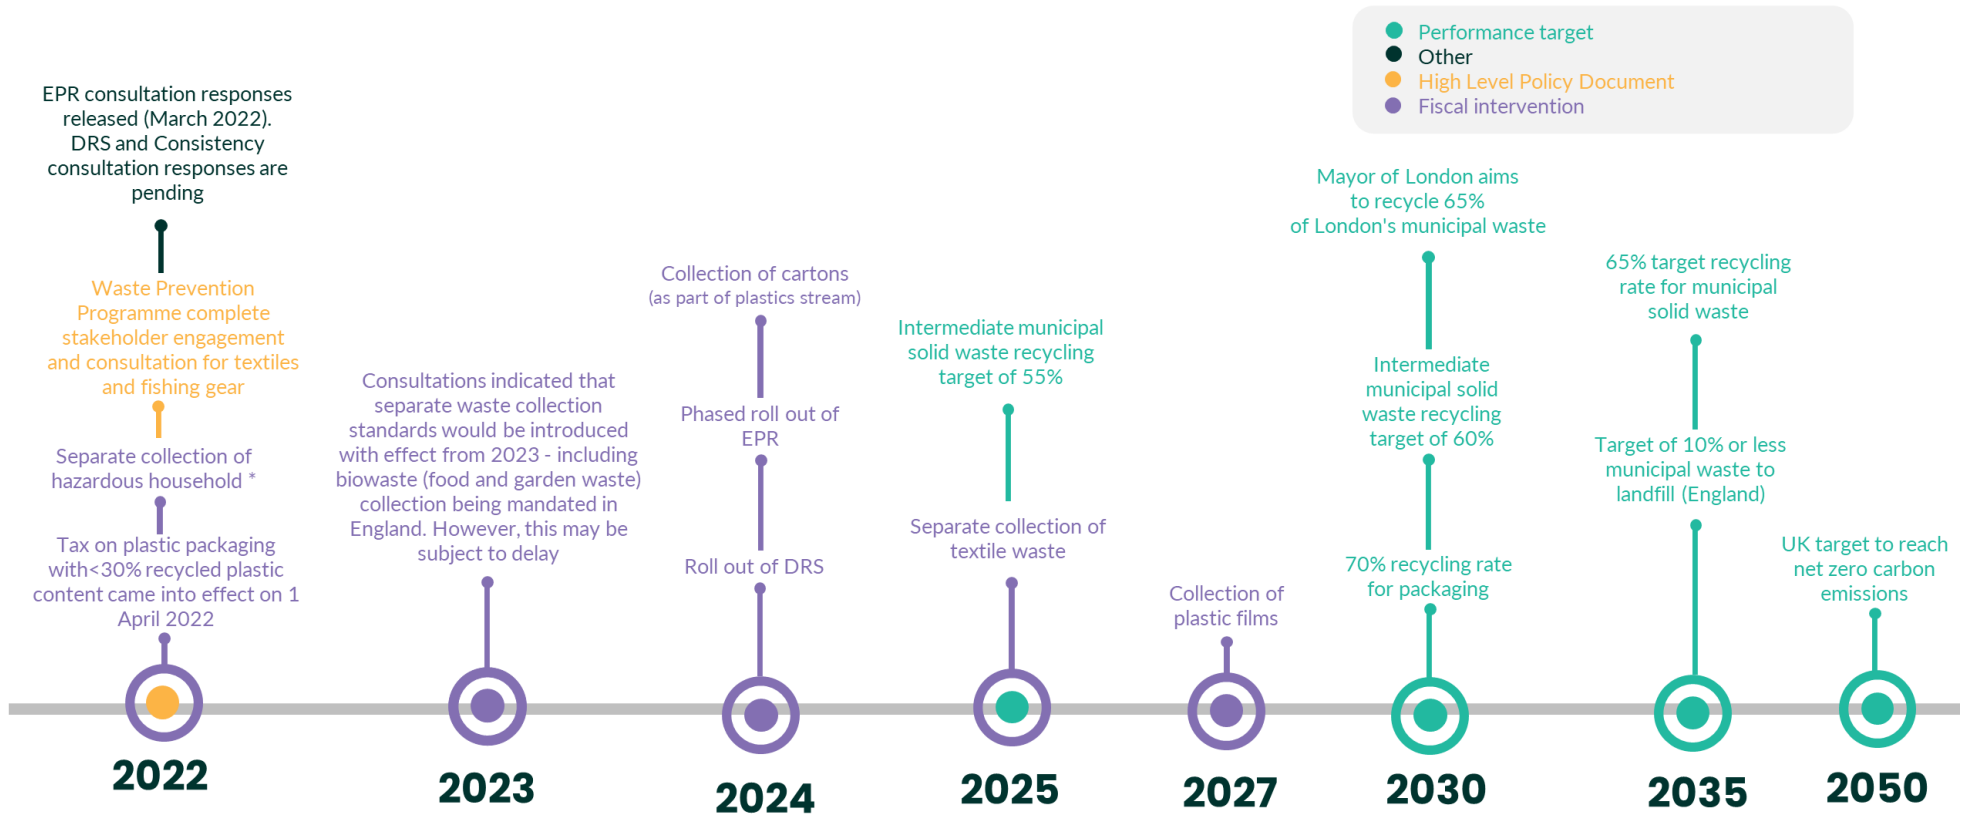 Performance target
Other
High Level Policy Document
Fiscal intervention
EPR consultation responses
released (March 2022).
DRS and Consistency
consultation responses are
pending
Waste Prevention
Programme complete
stakeholder engagement
and consultation for textiles
and fishing gear
Separate collection of
hazardous household *
Tax on plastic packaging
with<30% recycled plastic
content came into effect on 1
April 2022
2022
Consultations indicated that
separate waste collection
standards would be introduced
with effect from 2023 - including
biowaste (food and garden waste)
collection being mandated in
England. However, this may be
subject to delay
2023
Collection of cartons
(as part of plastics stream)
Phased roll out of
EPR
Roll out of DRS
2024
Intermediate municipal
solid waste recycling
target of 55%
Separate collection of
textile waste
2025
Collection of
plastic films
2027
Mayor of London aims
to recycle 65%
of London's municipal waste
Intermediate
municipal solid
waste recycling
target of 60%
70% recycling rate
for packaging
2030
65% target recycling
rate for municipal
solid waste
Target of 10% or less
municipal waste to
landfill (England)
2035
UK target to reach
net zero carbon
emissions
2050